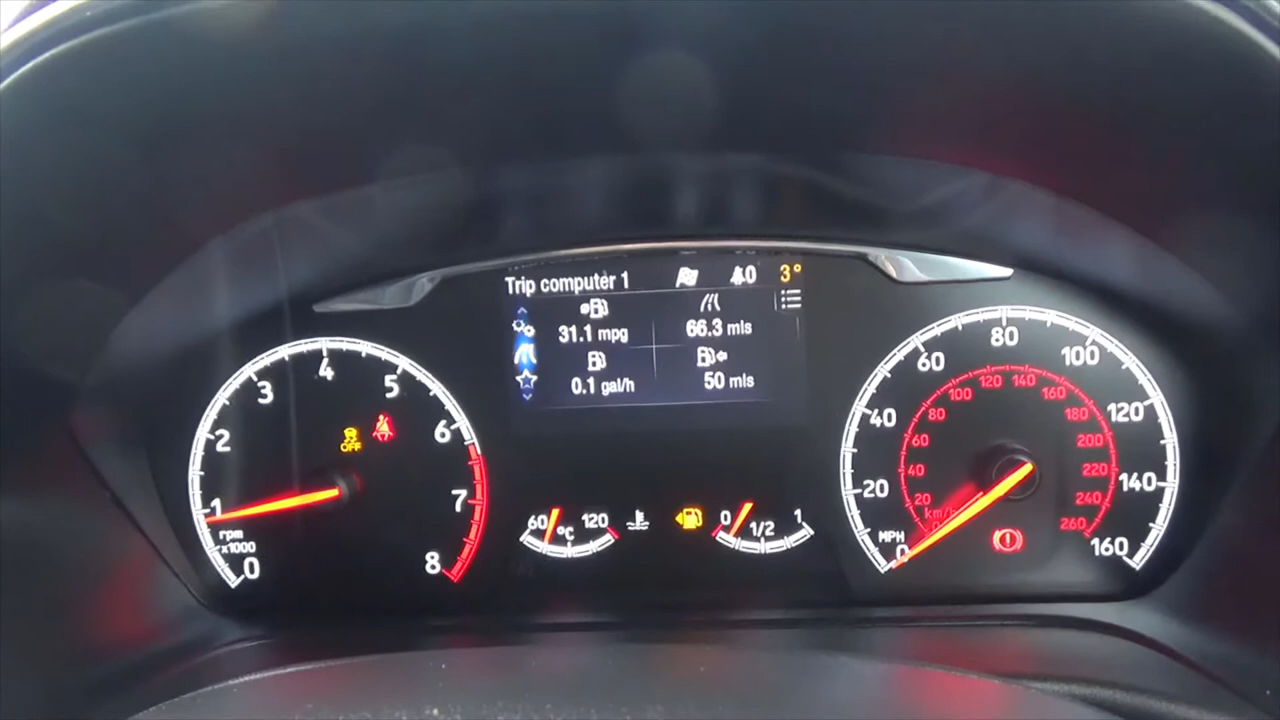 Trip computer 1 0 3°
31.1 mpg 66.3 mls
0.1 gal/h 50 mls
0 1 2 3 4 5 6 7 8
rpm
x1000
OFF
60 °C 120
0 1/2 1
0 20 40 60 80 100 120 140 160
MPH
0 20 40 60 80 100 120 140 160 180 200 220 240 260
km/h